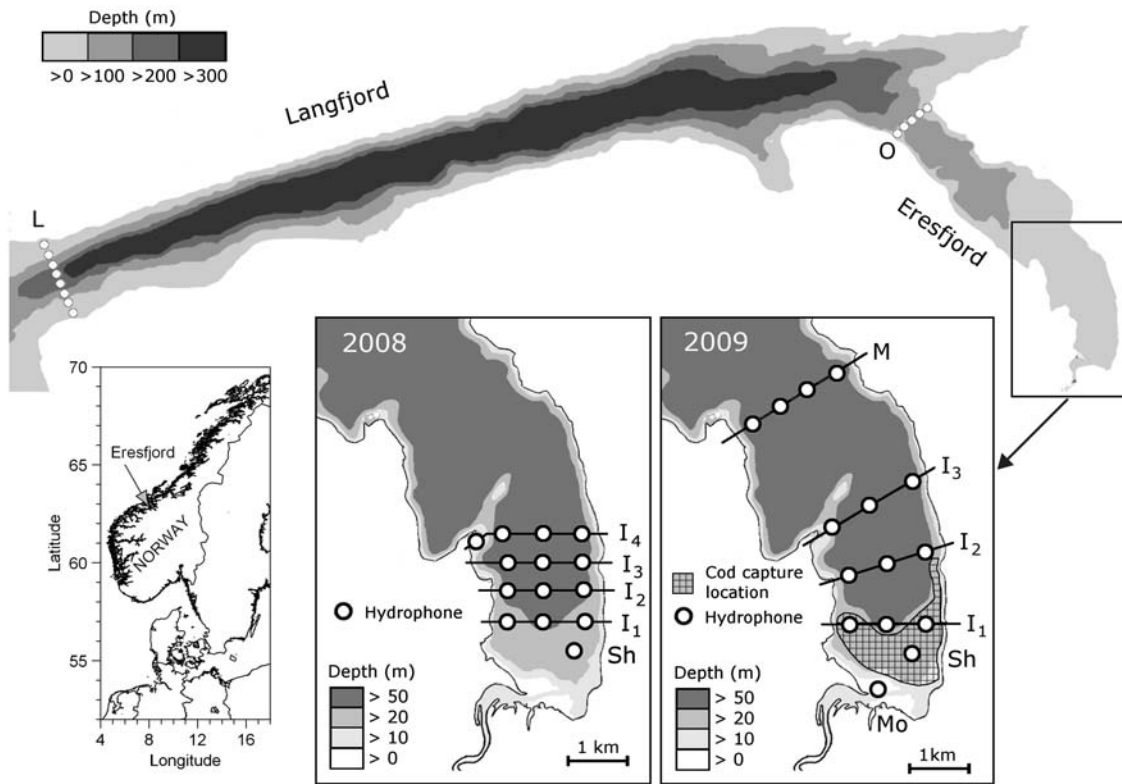 Depth (m)
>0 >100 >200 >300
Langfjord
L
O
Eresfjord
2008
I4
I3
I2
I1
Sh
Hydrophone
Depth (m)
> 50
> 20
> 10
> 0
1 km
2009
M
I3
I2
I1
Sh
Mo
Cod capture
location
Hydrophone
Depth (m)
> 50
> 20
> 10
> 0
1km
70
65
60
55
Latitude
Eresfjord
NORWAY
4 8 12 16
Longitude